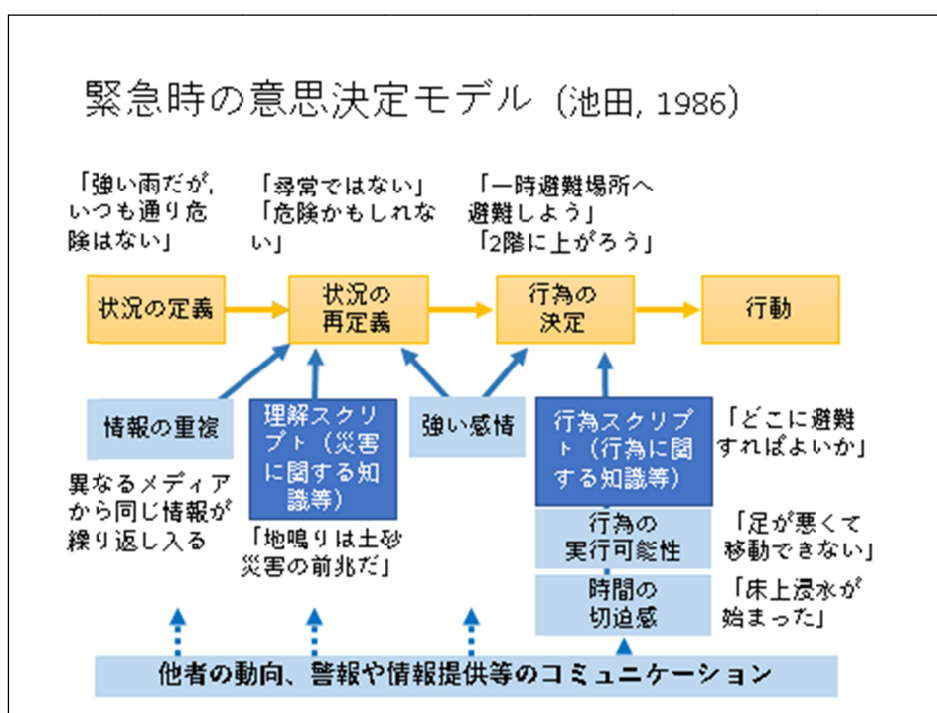 緊急時の意思決定モデル (池田, 1986)
「強い雨だが,
いつも通り危
険はない」
「尋常ではない」
「危険かもしれな
い」
「一時避難場所へ
避難しよう」
「2階に上がろう」
状況の定義
状況の
再定義
行為の
決定
行動
情報の重複
理解スクリ
プト（災害
に関する知
識等）
強い感情
行為スクリプ
ト（行為に関
する知識等）
「どこに避難
すればよいか」
異なるメディア
から同じ情報が
繰り返し入る
「地鳴りは土砂
災害の前兆だ」
行為の
実行可能性
「足が悪くて
移動できない」
時間の
切迫感
「床上浸水が
始まった」
他者の動向、警報や情報提供等のコミュニケーション